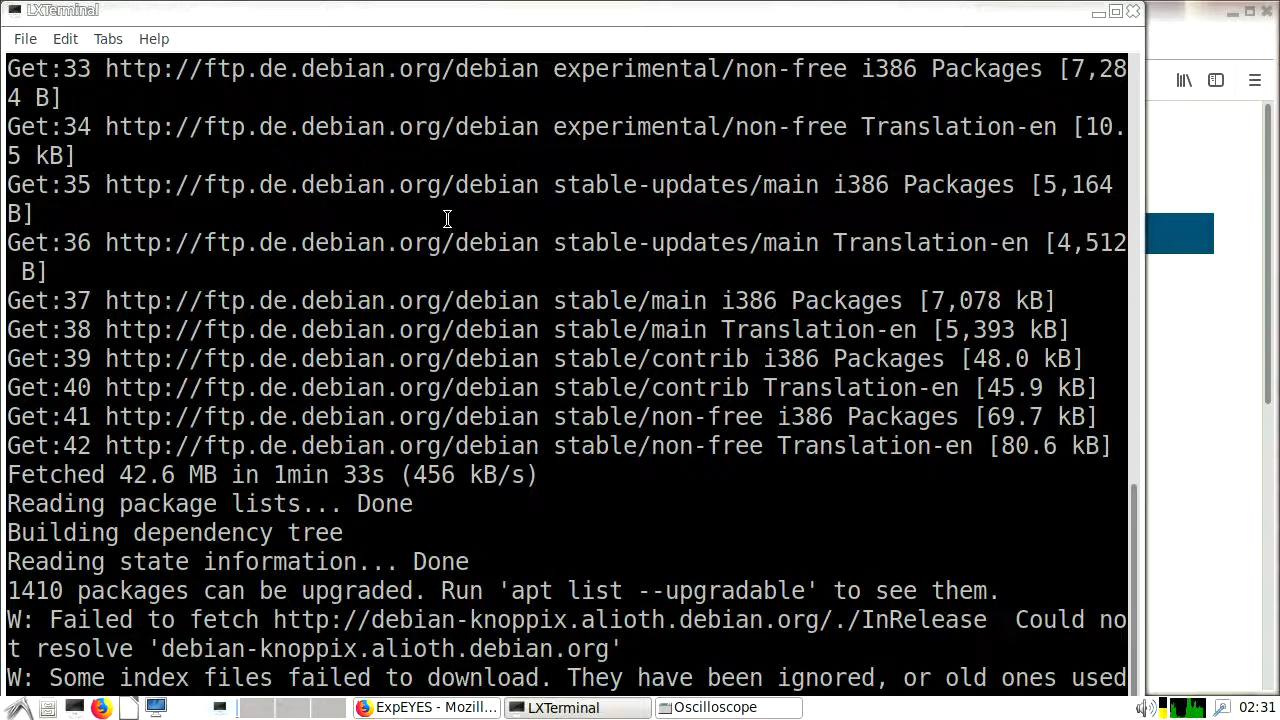 LXTerminal
File Edit Tabs Help
Get:33 http://ftp.de.debian.org/debian experimental/non-free i386 Packages [7,28
4 B]
Get:34 http://ftp.de.debian.org/debian experimental/non-free Translation-en [10.
5 kB]
Get:35 http://ftp.de.debian.org/debian stable-updates/main i386 Packages [5,164
B]
Get:36 http://ftp.de.debian.org/debian stable-updates/main Translation-en [4,512
 B]
Get:37 http://ftp.de.debian.org/debian stable/main i386 Packages [7,078 kB]
Get:38 http://ftp.de.debian.org/debian stable/main Translation-en [5,393 kB]
Get:39 http://ftp.de.debian.org/debian stable/contrib i386 Packages [48.0 kB]
Get:40 http://ftp.de.debian.org/debian stable/contrib Translation-en [45.9 kB]
Get:41 http://ftp.de.debian.org/debian stable/non-free i386 Packages [69.7 kB]
Get:42 http://ftp.de.debian.org/debian stable/non-free Translation-en [80.6 kB]
Fetched 42.6 MB in 1min 33s (456 kB/s)
Reading package lists... Done
Building dependency tree
Reading state information... Done
1410 packages can be upgraded. Run 'apt list --upgradable' to see them.
W: Failed to fetch http://debian-knoppix.alioth.debian.org/./InRelease  Could no
t resolve 'debian-knoppix.alioth.debian.org'
W: Some index files failed to download. They have been ignored, or old ones used
ExpEYES - Mozill... LXTerminal Oscilloscope 02:31